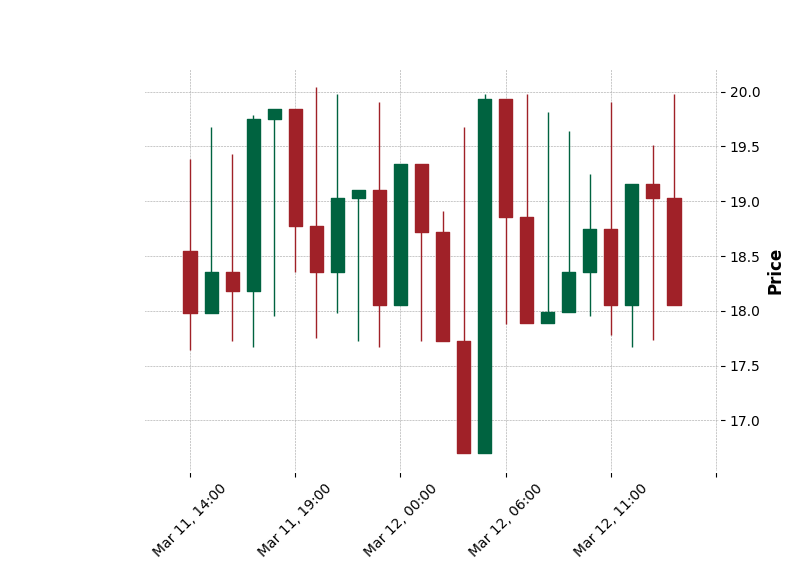 20.0
19.5
19.0
18.5
18.0
17.5
17.0
Price
Mar 11, 14:00
Mar 11, 19:00
Mar 12, 00:00
Mar 12, 06:00
Mar 12, 11:00